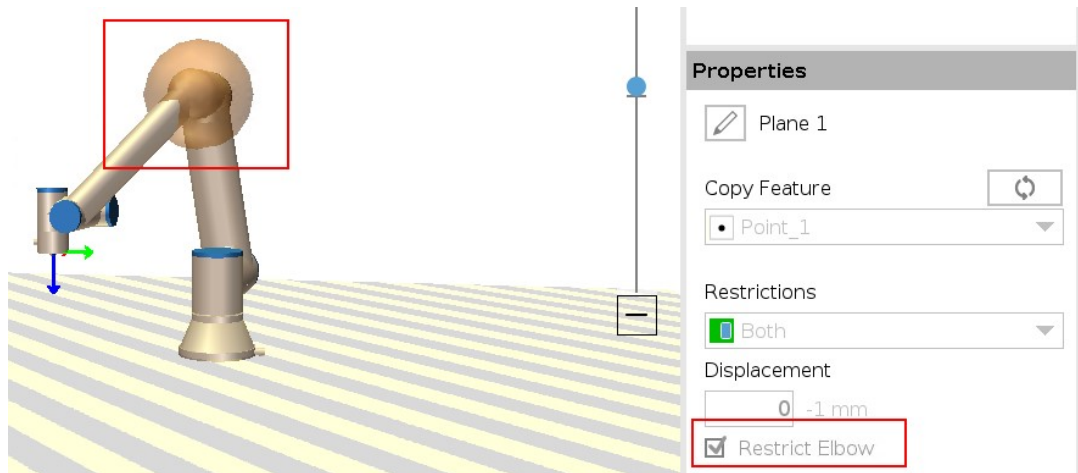 Properties
Plane 1
Copy Feature
Point_1
Restrictions
Both
Displacement
0 -1 mm
Restrict Elbow